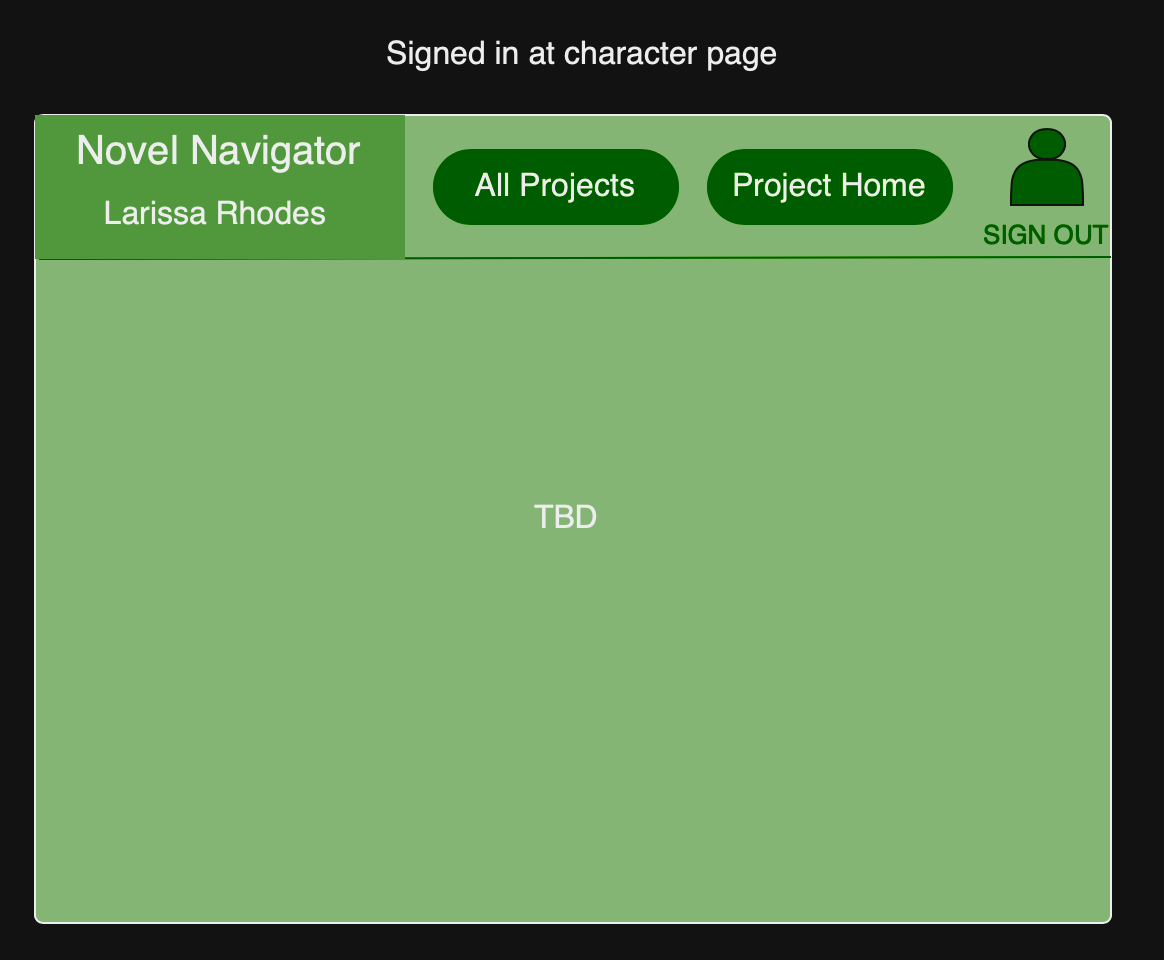 Signed in at character page
Novel Navigator
Larissa Rhodes
All Projects
Project Home
SIGN OUT
TBD